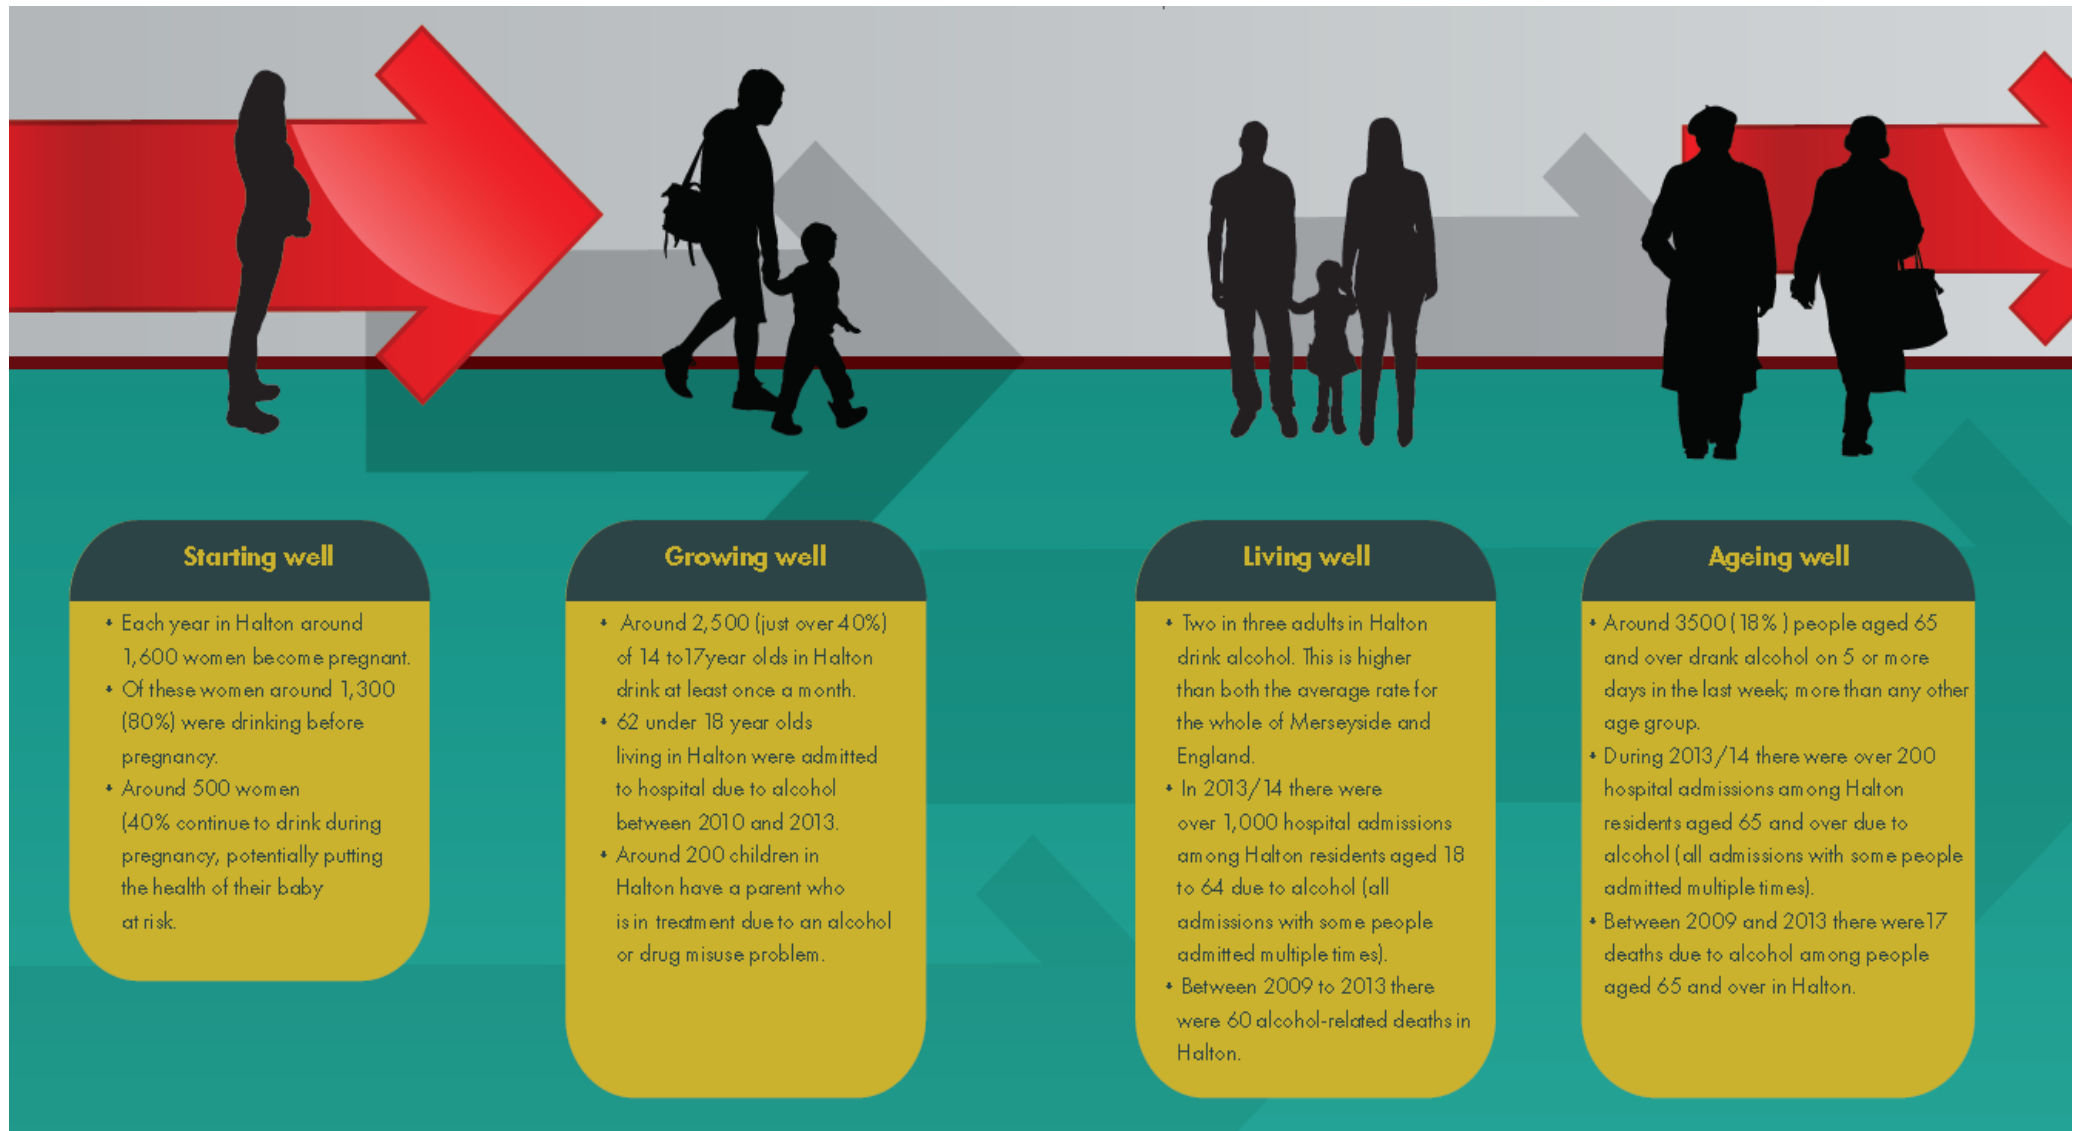 Starting well
• Each year in Halton around
1,600 women become pregnant.
• Of these women around 1,300
(80%) were drinking before
pregnancy.
• Around 500 women
(40% continue to drink during
pregnancy, potentially putting
the health of their baby
at risk.
Growing well
• Around 2,500 (just over 40%)
of 14 to17year olds in Halton
drink at least once a month.
• 62 under 18 year olds
living in Halton were admitted
to hospital due to alcohol
between 2010 and 2013.
• Around 200 children in
Halton have a parent who
is in treatment due to an alcohol
or drug misuse problem.
Living well
• Two in three adults in Halton
drink alcohol. This is higher
than both the average rate for
the whole of Merseyside and
England.
• In 2013/14 there were
over 1,000 hospital admissions
among Halton residents aged 18
to 64 due to alcohol (all
admissions with some people
admitted multiple times).
• Between 2009 to 2013 there
were 60 alcohol-related deaths in
Halton.
Ageing well
• Around 3500 (18% ) people aged 65
and over drank alcohol on 5 or more
days in the last week; more than any other
age group.
• During 2013/14 there were over 200
hospital admissions among Halton
residents aged 65 and over due to
alcohol (all admissions with some people
admitted multiple times).
• Between 2009 and 2013 there were17
deaths due to alcohol among people
aged 65 and over in Halton.